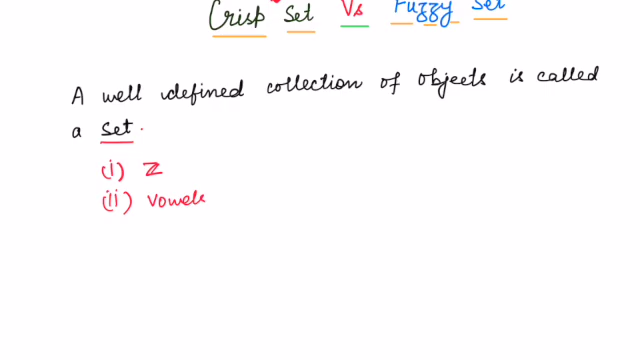 Crisp Set Vs Fuzzy Set
A well defined collection of objects is called
a set.
(i) ℤ
(ii) vowels